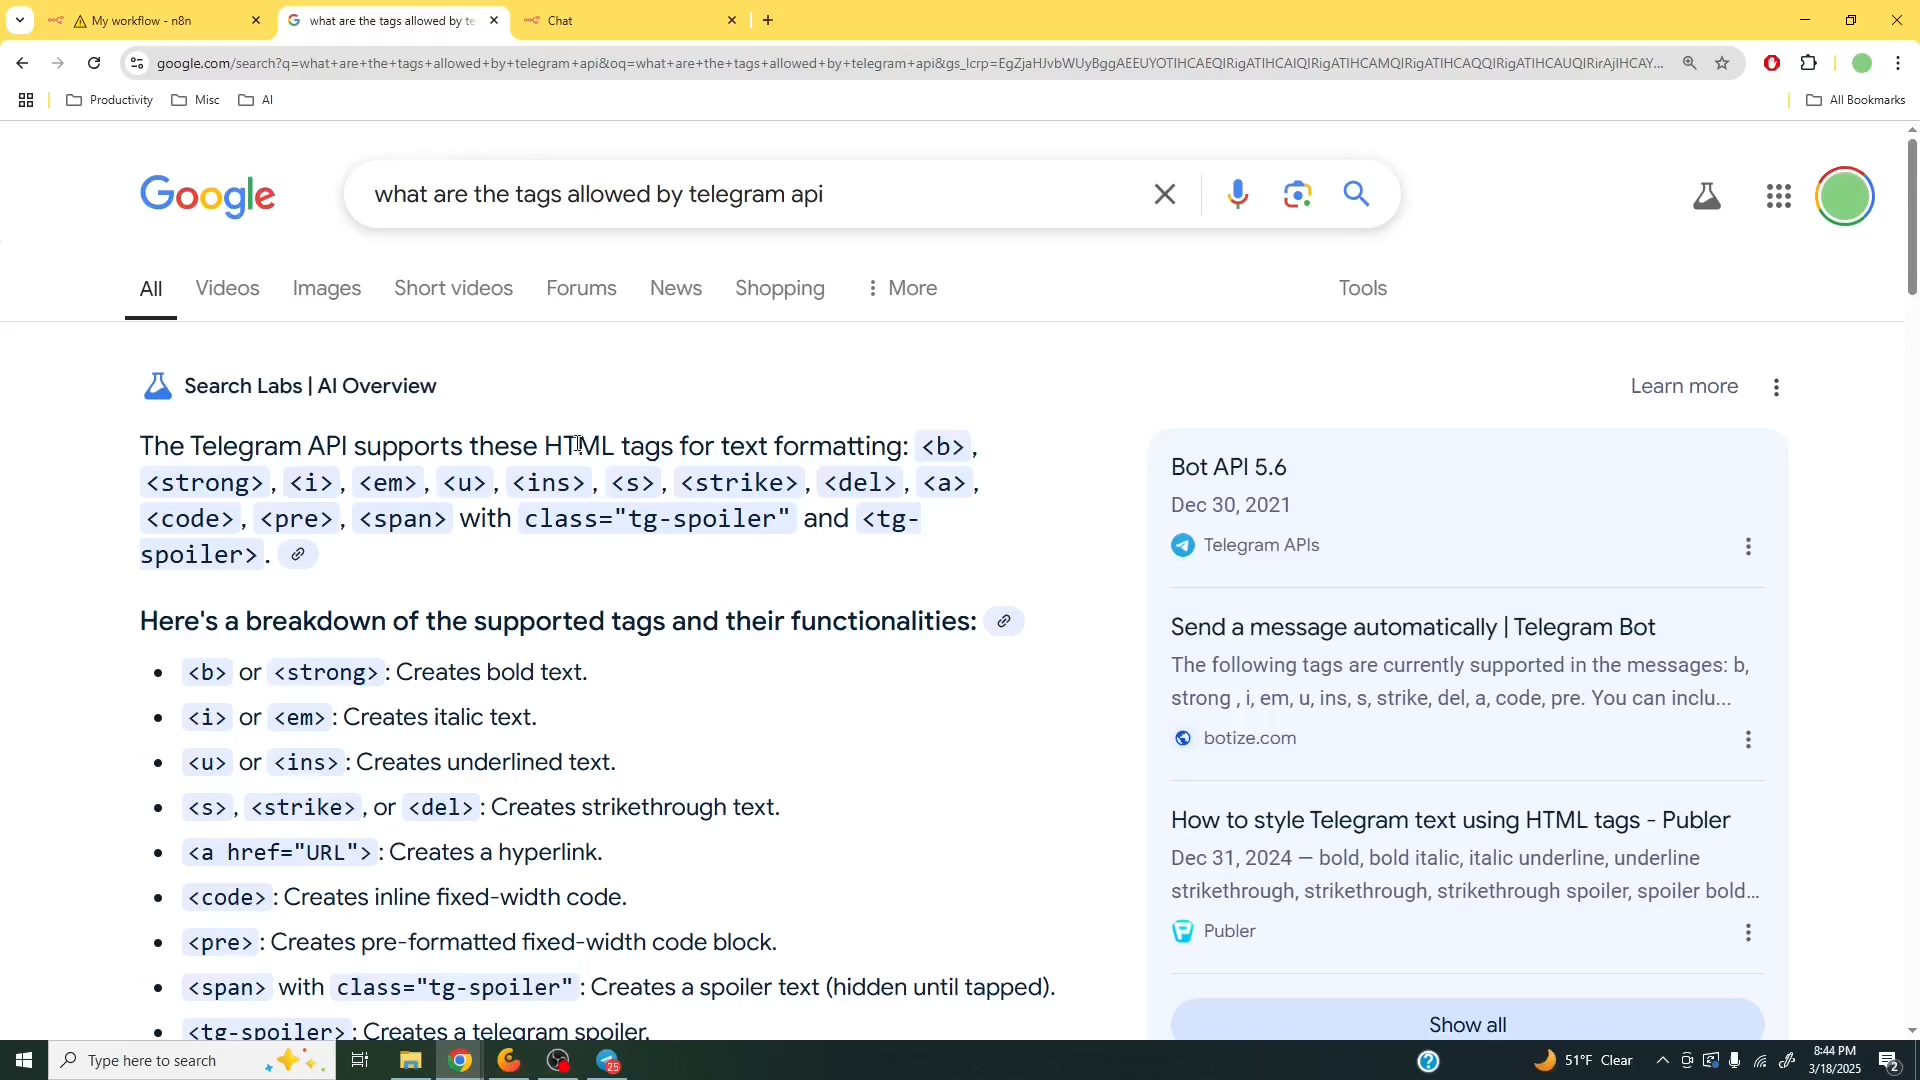 My workflow - n8n
what are the tags allowed by te
Chat
google.com/search?q=what+are+the+tags+allowed+by+telegram+api&oq=what+are+the+tags+allowed+by+telegram+api&gs_lcrp=EgZjaHJvbWUyBggAEEUYOTIHCAEQIRigATIHCAIQIRigATIHCAMQIRigATIHCAQQIRigATIHCAUQIRirAjIHCAY...
Productivity
Misc
AI
All Bookmarks
Google
what are the tags allowed by telegram api
All
Videos
Images
Short videos
Forums
News
Shopping
More
Tools
Search Labs | AI Overview
Learn more
The Telegram API supports these HTML tags for text formatting: <b>,
<strong>, <i>, <em>, <u>, <ins>, <s>, <strike>, <del>, <a>,
<code>, <pre>, <span> with class="tg-spoiler" and <tg-
spoiler>.
Here's a breakdown of the supported tags and their functionalities:
<b> or <strong>: Creates bold text.
<i> or <em>: Creates italic text.
<u> or <ins>: Creates underlined text.
<s>, <strike>, or <del>: Creates strikethrough text.
<a href="URL">: Creates a hyperlink.
<code>: Creates inline fixed-width code.
<pre>: Creates pre-formatted fixed-width code block.
<span> with class="tg-spoiler": Creates a spoiler text (hidden until tapped).
<tg-spoiler>: Creates a telegram spoiler.
Bot API 5.6
Dec 30, 2021
Telegram APIs
Send a message automatically | Telegram Bot
The following tags are currently supported in the messages: b,
strong , i, em, u, ins, s, strike, del, a, code, pre. You can inclu...
botize.com
How to style Telegram text using HTML tags - Publer
Dec 31, 2024 — bold, bold italic, italic underline, underline
strikethrough, strikethrough, strikethrough spoiler, spoiler bold...
Publer
Show all
Type here to search
25
51°F Clear
8:44 PM
3/18/2025
2